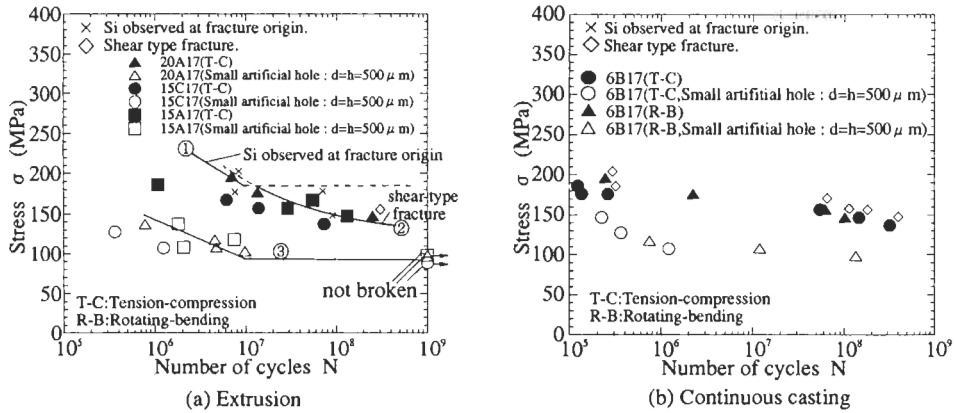 400
350
300
250
200
150
100
50
0
Stress σ (MPa)
× Si observed at fracture origin.
◇ Shear type fracture.
▲ 20A17(T-C)
△ 20A17(Small artificial hole : d=h=500μm)
● 15C17(T-C)
○ 15C17(Small artificial hole : d=h=500μm)
■ 15A17(T-C)
□ 15A17(Small artificial hole : d=h=500μm)
①
Si observed at fracture origin
shear-type
fracture
②
③
not broken
T-C:Tension-compression
R-B:Rotating-bending
10⁵ 10⁶ 10⁷ 10⁸ 10⁹
Number of cycles N
(a) Extrusion
400
350
300
250
200
150
100
50
0
Stress σ (MPa)
× Si observed at fracture origin.
◇ Shear type fracture.
● 6B17(T-C)
○ 6B17(T-C,Small artifitial hole : d=h=500μm)
▲ 6B17(R-B)
△ 6B17(R-B,Small artifitial hole : d=h=500μm)
T-C:Tension-compression
R-B:Rotating-bending
10⁵ 10⁶ 10⁷ 10⁸ 10⁹
Number of cycles N
(b) Continuous casting